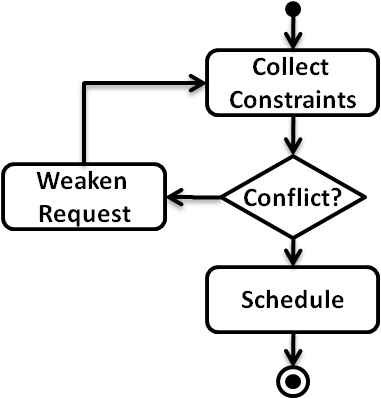 Collect
Constraints
Conflict?
Weaken
Request
Schedule